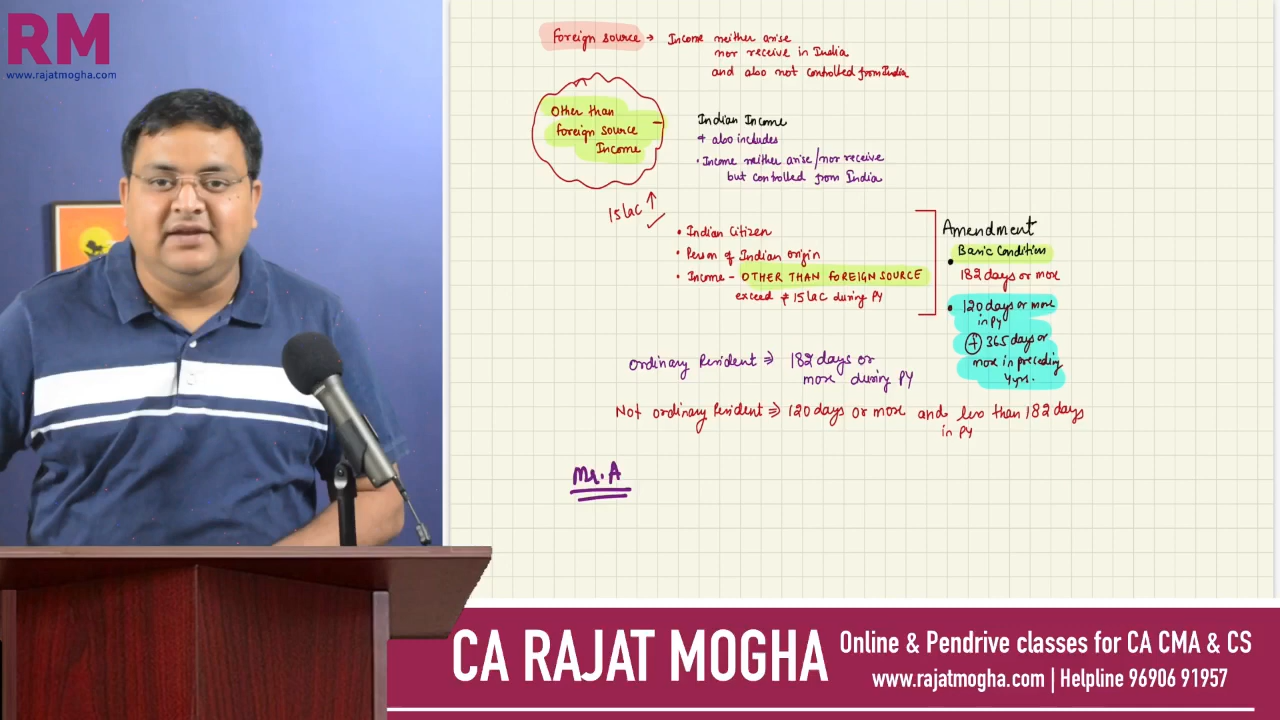 RM
www.rajatmogha.com
Foreign source → Income neither arise
nor receive in India
and also not controlled from India
Other than
foreign source
Income
Indian Income
+ also includes
• Income neither arise/nor receive
but controlled from India
15 lac ↑
• Indian Citizen
• Person of Indian origin
• Income - OTHER THAN FOREIGN SOURCE
exceed ₹ 15 lac during PY
Amendment
Basic Condition
• 182 days or more
• 120 days or more
in PY
+ 365 days or
more in preceding
4 yrs.
Ordinary Resident ⇒ 182 days or
more during PY
Not ordinary Resident ⇒ 120 days or more and less than 182 days
in PY
Mr. A
CA RAJAT MOGHA
Online & Pendrive classes for CA CMA & CS
www.rajatmogha.com | Helpline 96906 91957